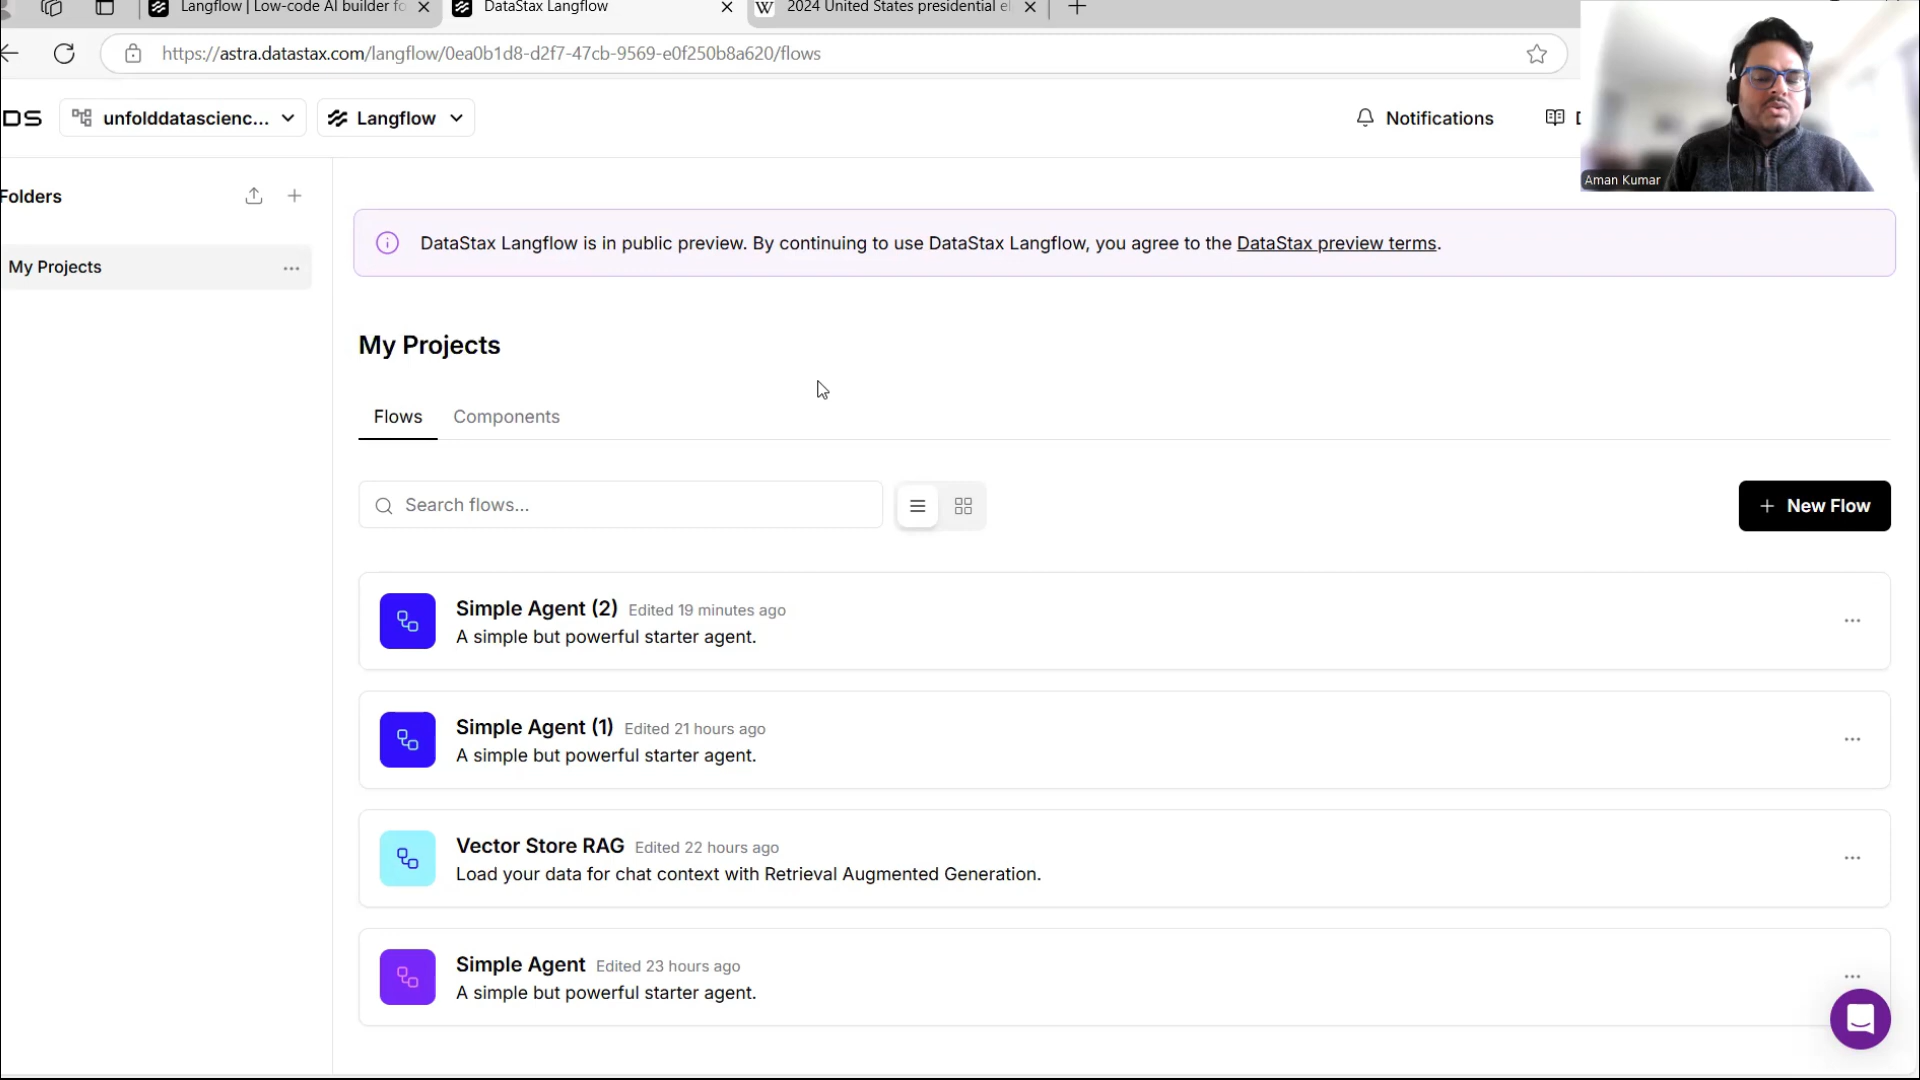 Langflow | Low-code AI builder fo
DataStax Langflow
W
2024 United States presidential el
https://astra.datastax.com/langflow/0ea0b1d8-d2f7-47cb-9569-e0f250b8a620/flows
DS
unfolddatascienc...
Langflow
Notifications
D
Aman Kumar
Folders
My Projects
DataStax Langflow is in public preview. By continuing to use DataStax Langflow, you agree to the DataStax preview terms.
My Projects
Flows
Components
Search flows...
New Flow
Simple Agent (2) Edited 19 minutes ago
A simple but powerful starter agent.
Simple Agent (1) Edited 21 hours ago
A simple but powerful starter agent.
Vector Store RAG Edited 22 hours ago
Load your data for chat context with Retrieval Augmented Generation.
Simple Agent Edited 23 hours ago
A simple but powerful starter agent.